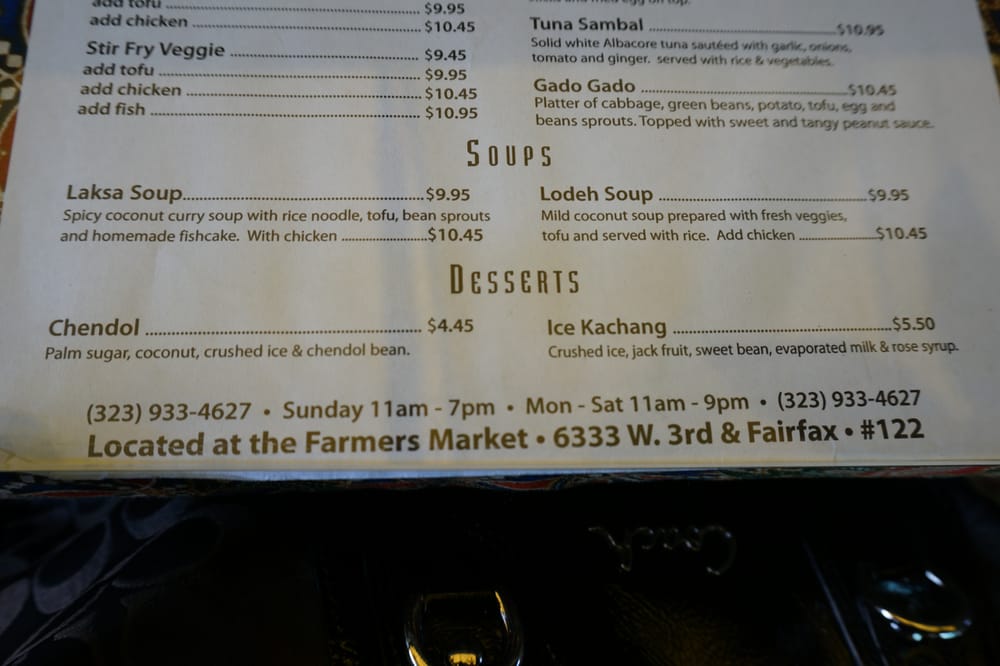 add tofu $9.95
add chicken $10.45
Stir Fry Veggie $9.45
add tofu $9.95
add chicken $10.45
add fish $10.95
Tuna Sambal $10.95
Solid white Albacore tuna sautéed with garlic, onions,
tomato and ginger. served with rice & vegetables.
Gado Gado $10.45
Platter of cabbage, green beans, potato, tofu, egg and
beans sprouts. Topped with sweet and tangy peanut sauce.
SOUPS
Laksa Soup $9.95
Spicy coconut curry soup with rice noodle, tofu, bean sprouts
and homemade fishcake. With chicken $10.45
Lodeh Soup $9.95
Mild coconut soup prepared with fresh veggies,
tofu and served with rice. Add chicken $10.45
DESSERTS
Chendol $4.45
Palm sugar, coconut, crushed ice & chendol bean.
Ice Kachang $5.50
Crushed ice, jack fruit, sweet bean, evaporated milk & rose syrup.
(323) 933-4627 • Sunday 11am - 7pm • Mon - Sat 11am - 9pm • (323) 933-4627
Located at the Farmers Market • 6333 W. 3rd & Fairfax • #122
Coach